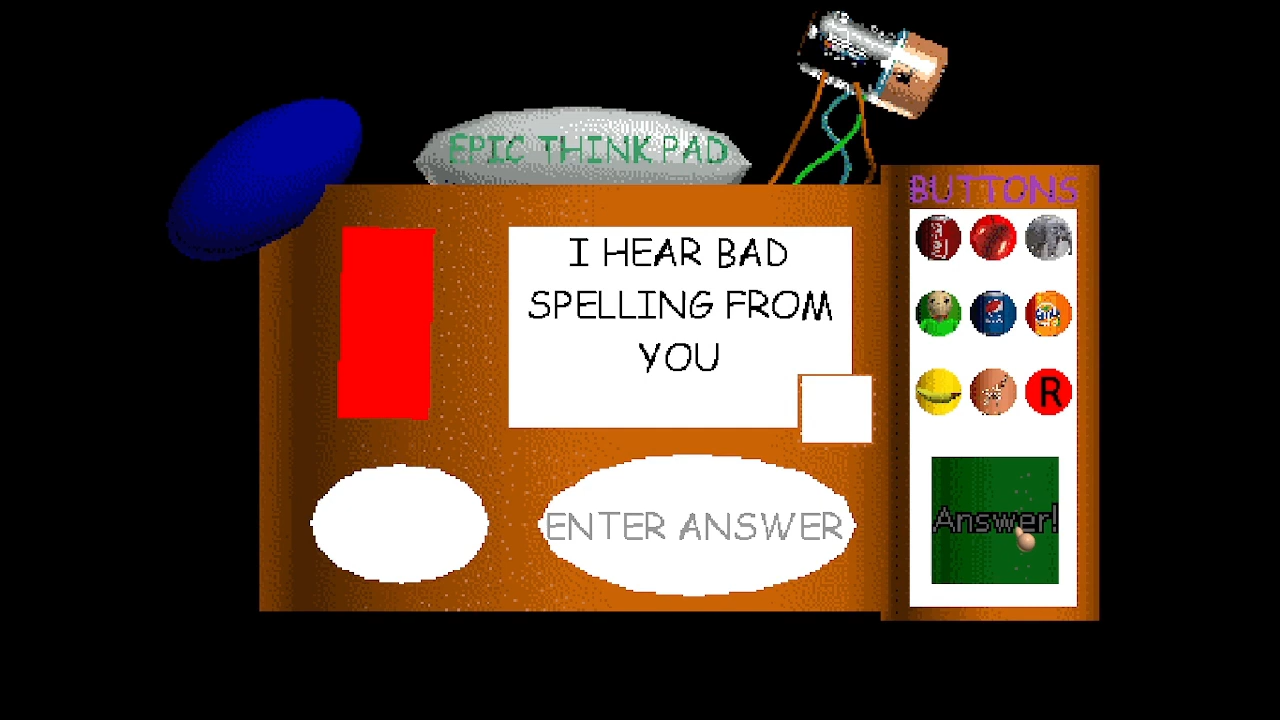 EPIC THINK PAD
BUTTONS
I HEAR BAD
SPELLING FROM
YOU
R
ENTER ANSWER
Answer!